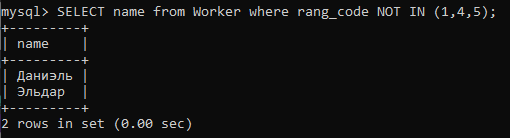 mysql> SELECT name from Worker where rang_code NOT IN (1,4,5);
+---------+
| name    |
+---------+
| Даниэль |
| Эльдар  |
+---------+
2 rows in set (0.00 sec)